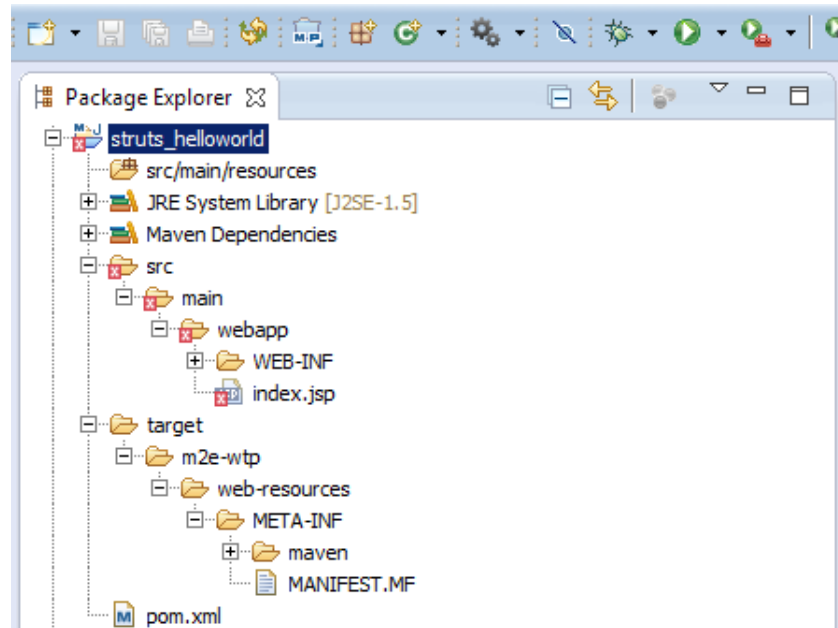 Package Explorer
struts_helloworld
src/main/resources
JRE System Library [J2SE-1.5]
Maven Dependencies
src
main
webapp
WEB-INF
index.jsp
target
m2e-wtp
web-resources
META-INF
maven
MANIFEST.MF
pom.xml